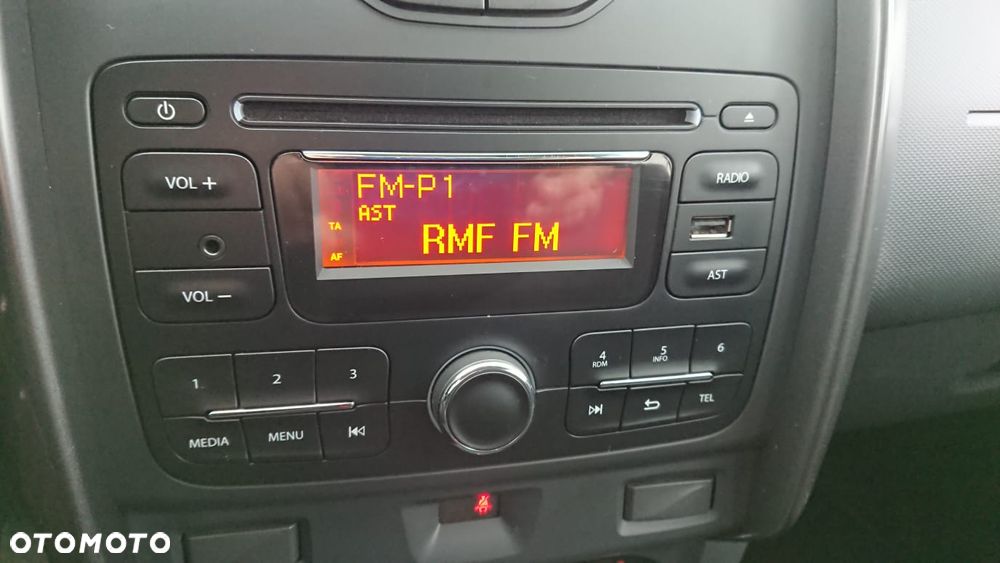 FM-P1
AST
TA
RMF FM
AF
VOL +
VOL −
RADIO
AST
1
2
3
4
RDM
5
INFO
6
MEDIA
MENU
TEL
OTOMOTO